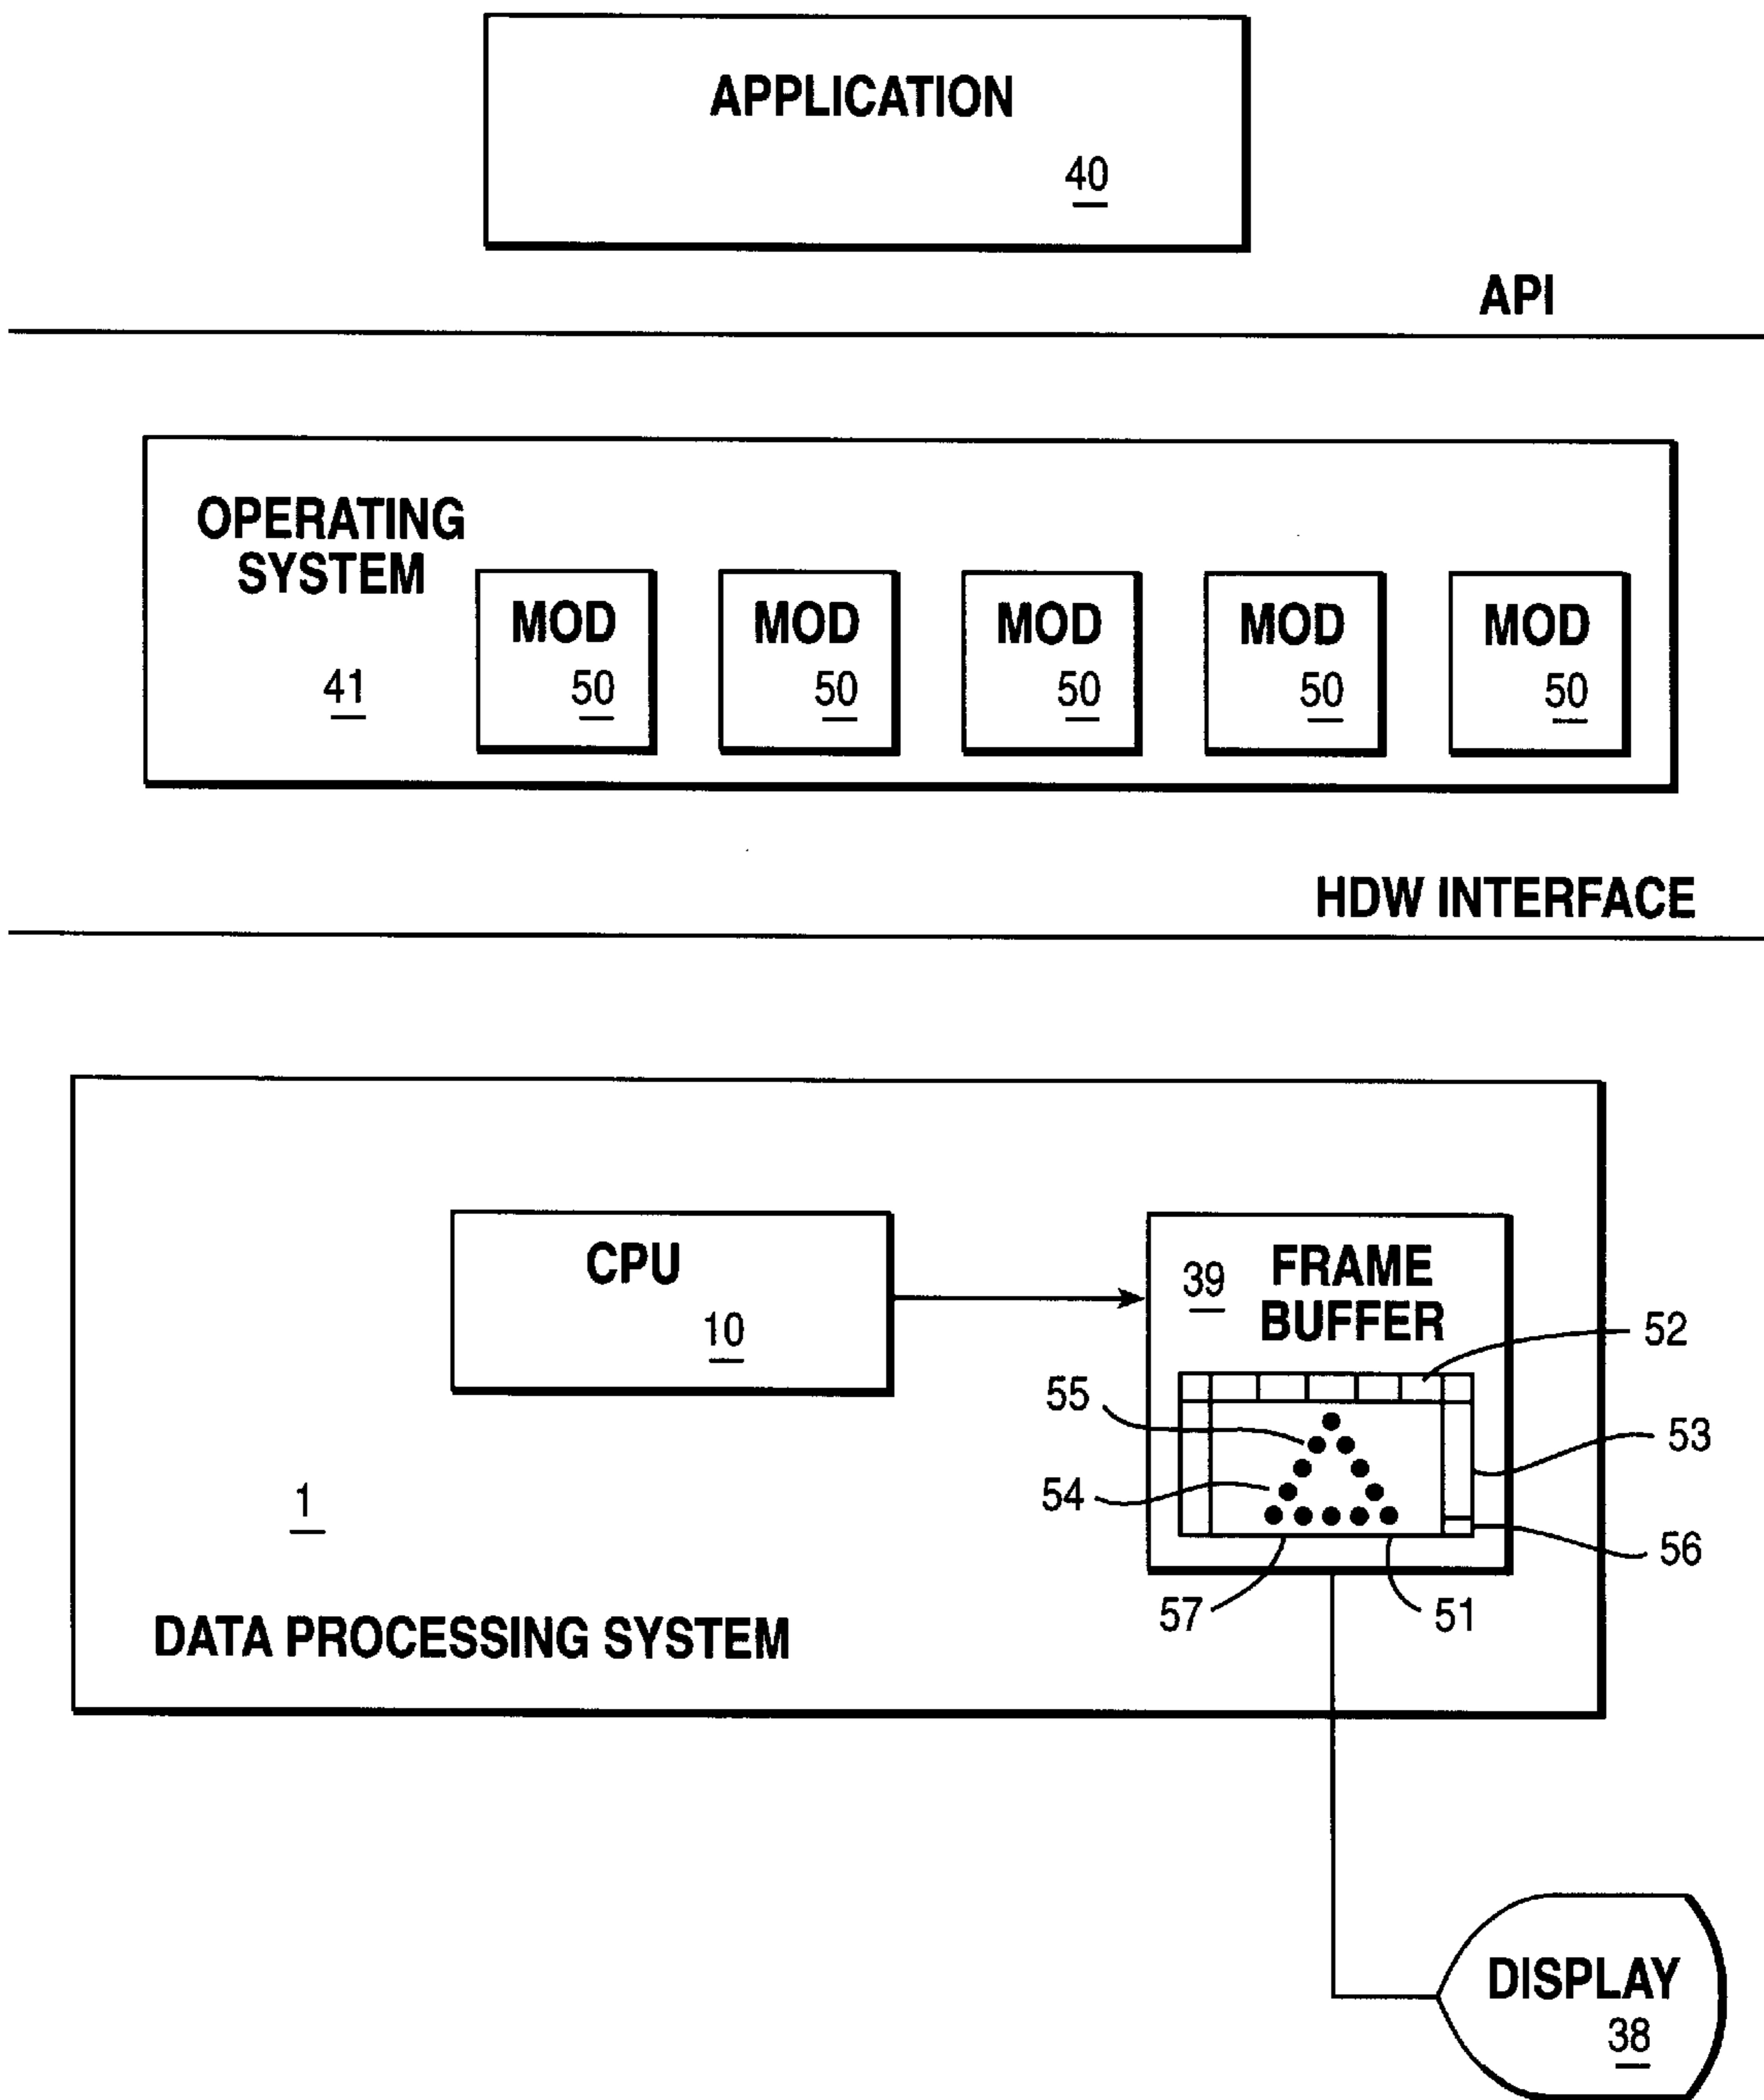 APPLICATION
40
API
OPERATING
SYSTEM
41
MOD
50
MOD
50
MOD
50
MOD
50
MOD
50
HDW INTERFACE
CPU
10
39
FRAME
BUFFER
52
55
53
54
1
56
57
51
DATA PROCESSING SYSTEM
DISPLAY
38